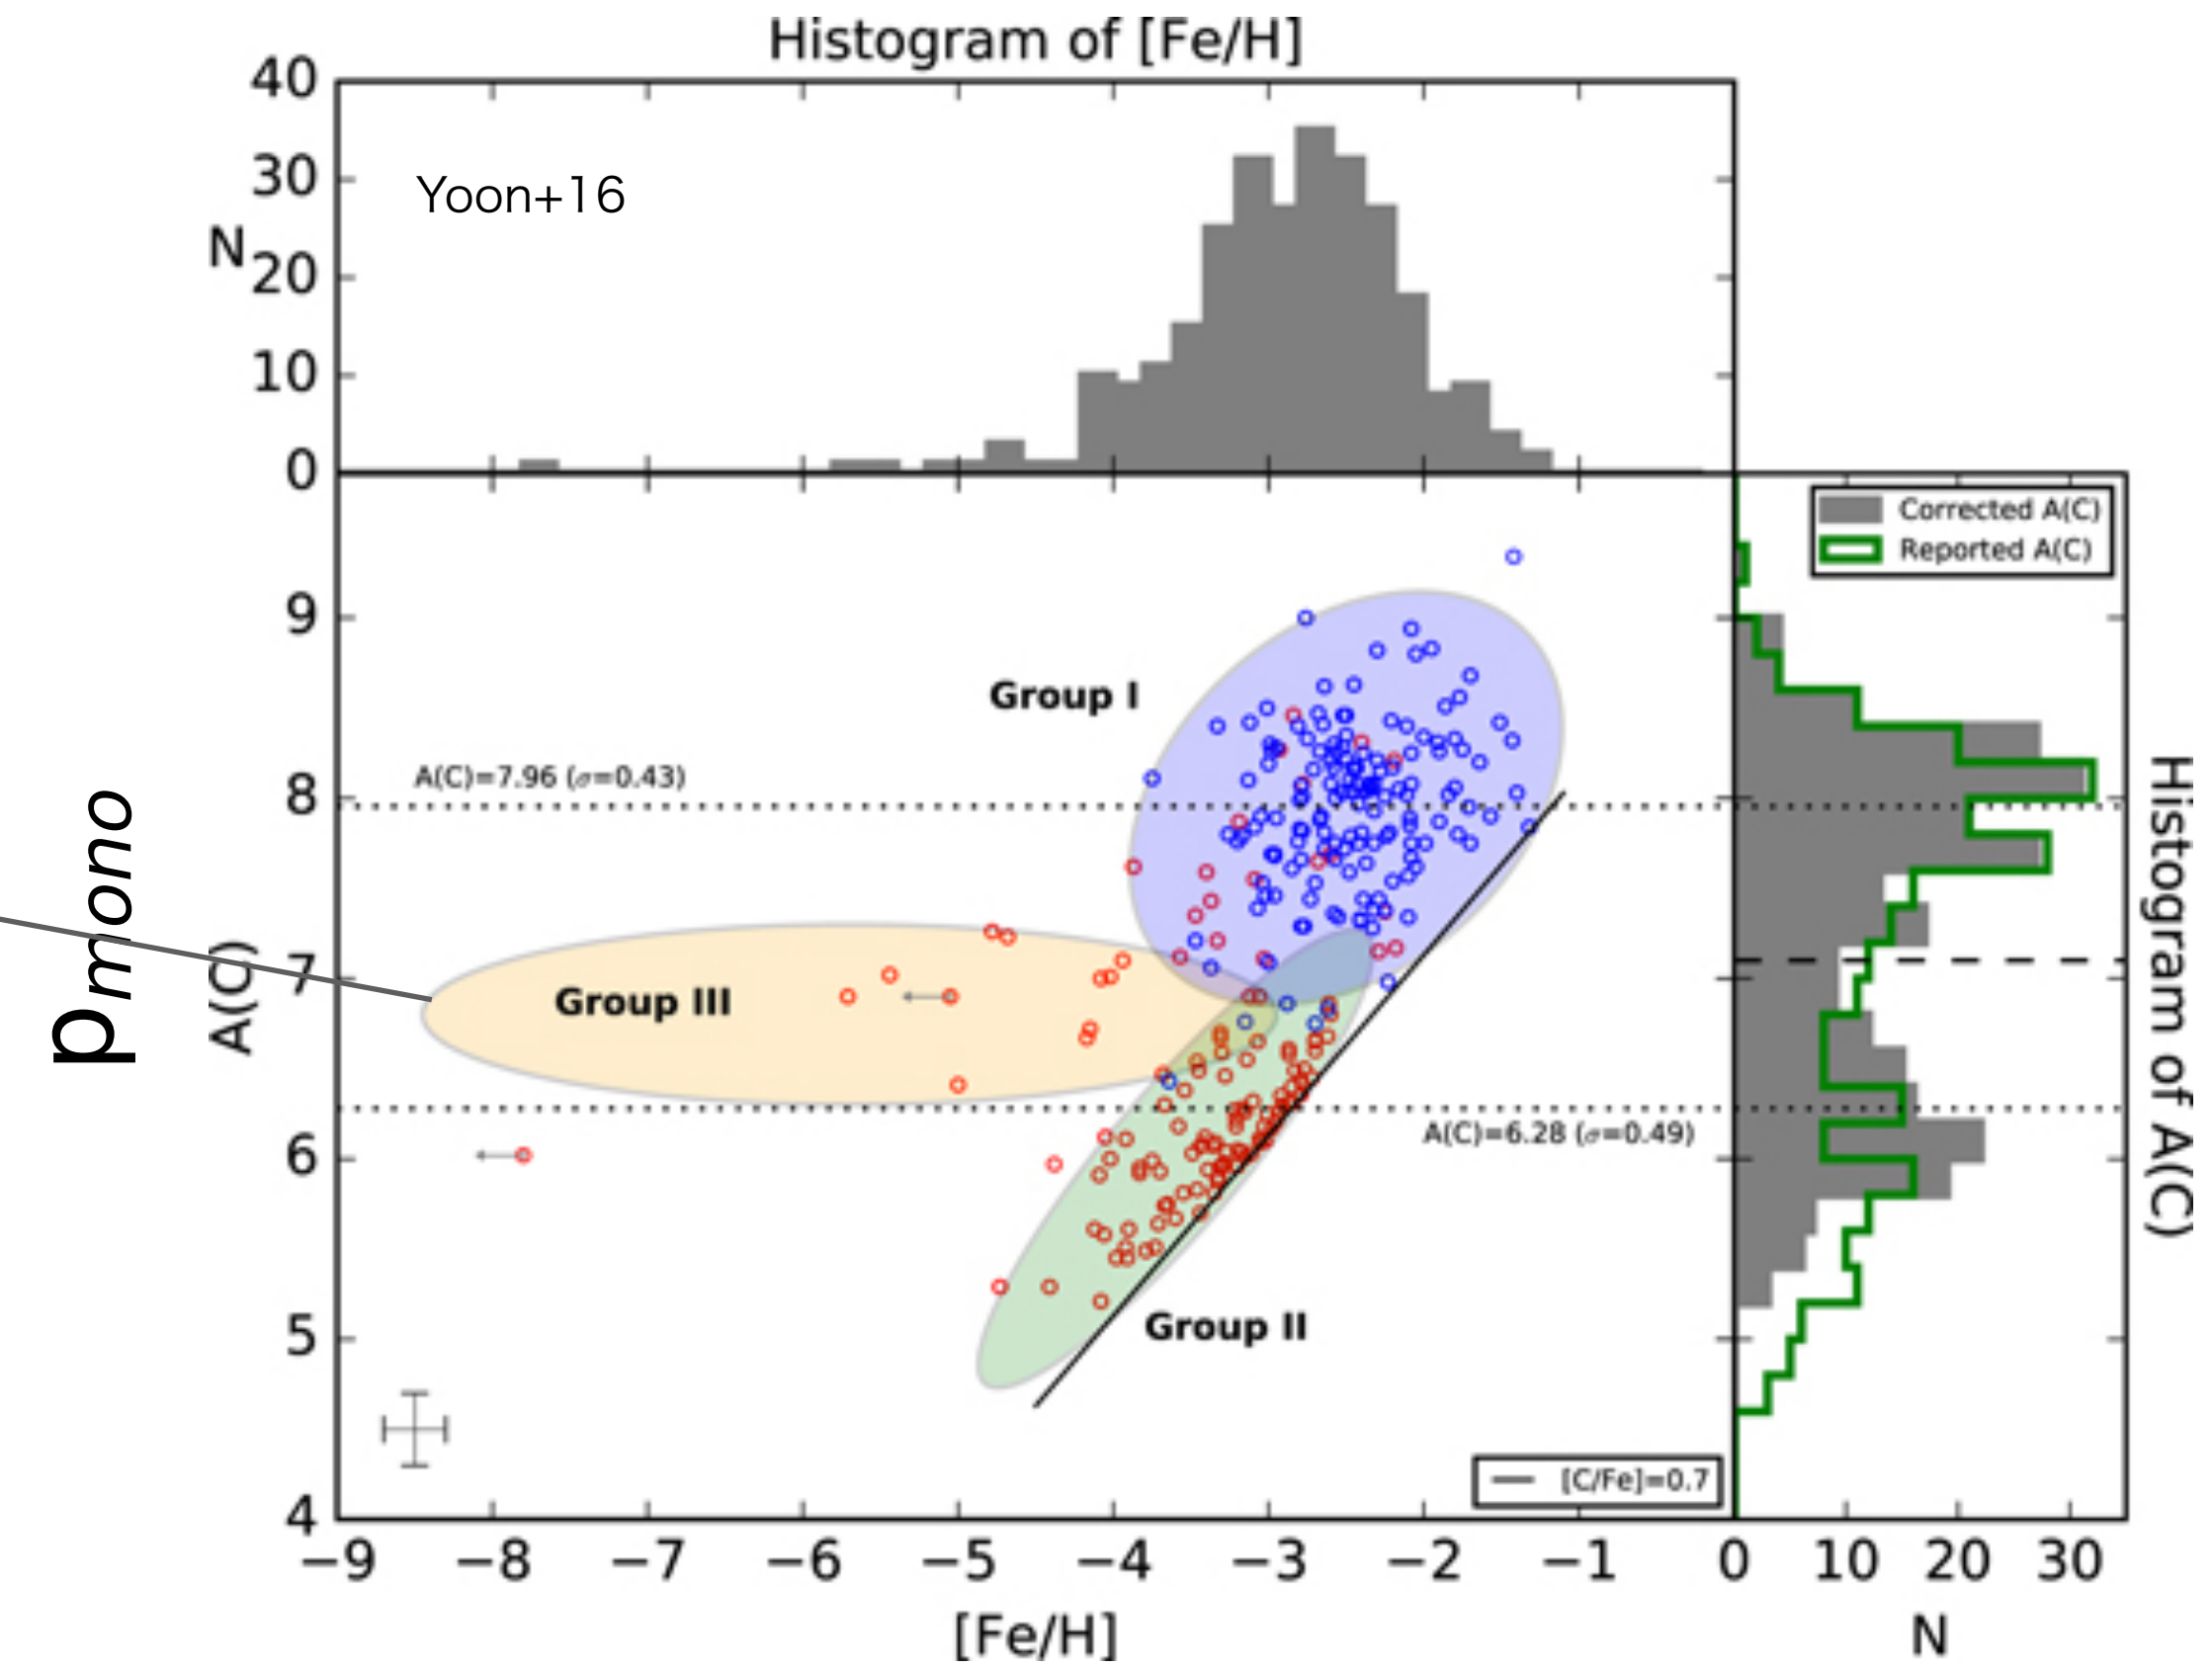 Histogram of [Fe/H]
40
30
20
10
0
N
Yoon+16
Corrected A(C)
Reported A(C)
9
8
7
6
5
4
A(C)
p mono
Group I
A(C)=7.96 (σ=0.43)
Group III
A(C)=6.28 (σ=0.49)
Group II
[C/Fe]=0.7
Histogram of A(C)
−9 −8 −7 −6 −5 −4 −3 −2 −1 0 10 20 30
[Fe/H]
N